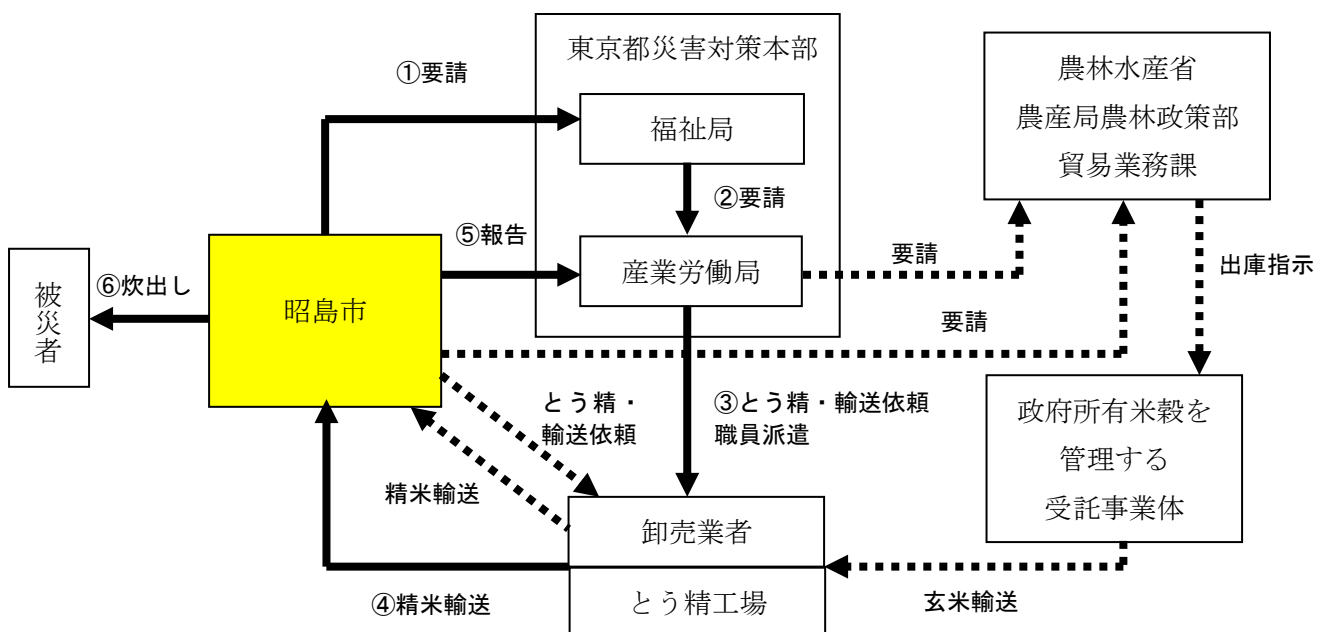 東京都災害対策本部
①要請
福祉局
②要請
⑤報告
産業労働局
要請
農林水産省
農産局農林政策部
貿易業務課
出庫指示
被災者
⑥炊出し
昭島市
要請
とう精・
輸送依頼
③とう精・輸送依頼
職員派遣
精米輸送
政府所有米穀を
管理する
受託事業体
卸売業者
④精米輸送
とう精工場
玄米輸送